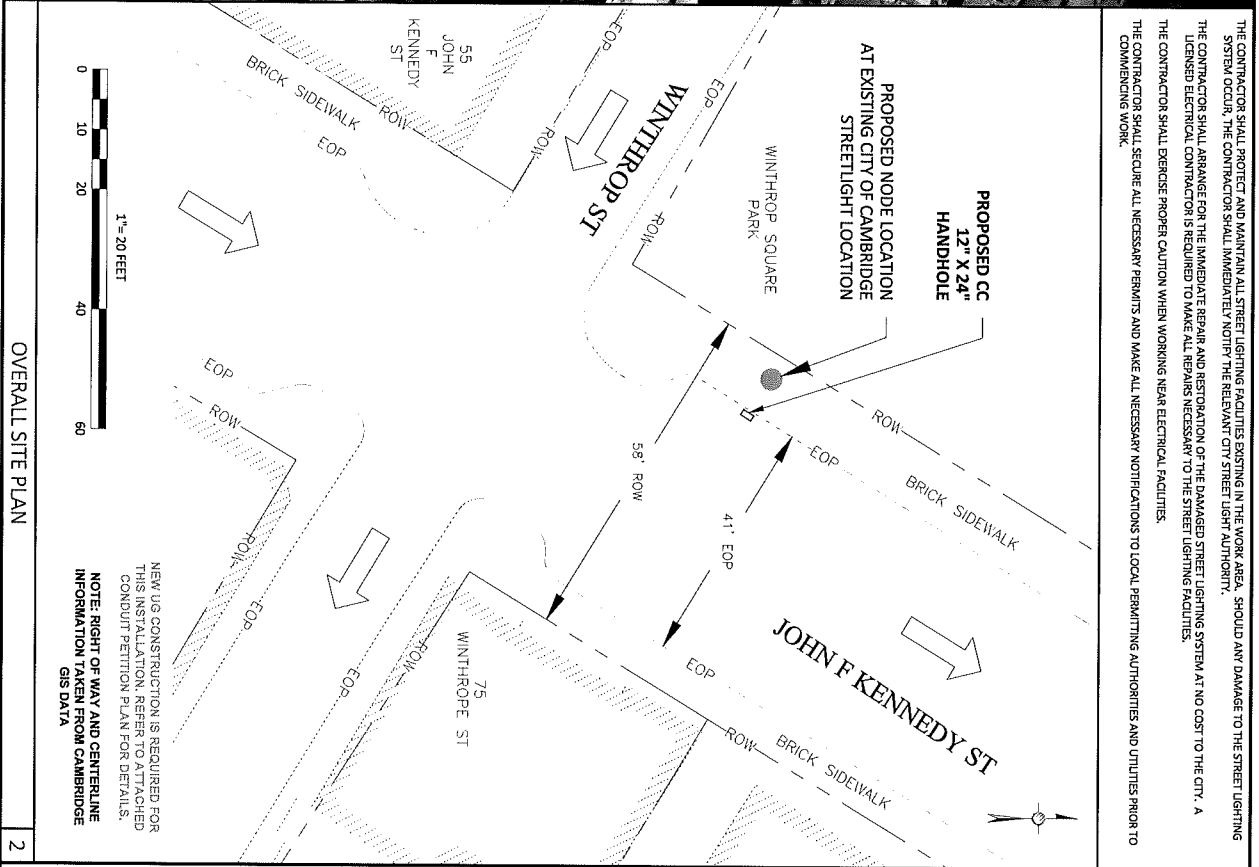 THE CONTRACTOR SHALL PROTECT AND MAINTAIN ALL STREET LIGHTING FACILITIES EXISTING IN THE WORK AREA. SHOULD ANY DAMAGE TO THE STREET LIGHTING
SYSTEM OCCUR, THE CONTRACTOR SHALL IMMEDIATELY NOTIFY THE RELEVANT CITY STREET LIGHT AUTHORITY.
THE CONTRACTOR SHALL ARRANGE FOR THE IMMEDIATE REPAIR AND RESTORATION OF THE DAMAGED STREET LIGHTING SYSTEM AT NO COST TO THE CITY. A
LICENSED ELECTRICAL CONTRACTOR IS REQUIRED TO MAKE ALL REPAIRS NECESSARY TO THE STREET LIGHTING FACILITIES.
THE CONTRACTOR SHALL EXERCISE PROPER CAUTION WHEN WORKING NEAR ELECTRICAL FACILITIES.
THE CONTRACTOR SHALL SECURE ALL NECESSARY PERMITS AND MAKE ALL NECESSARY NOTIFICATIONS TO LOCAL PERMITTING AUTHORITIES AND UTILITIES PRIOR TO
COMMENCING WORK.
PROPOSED CC
12" X 24"
HANDHOLE
PROPOSED NODE LOCATION
AT EXISTING CITY OF CAMBRIDGE
STREETLIGHT LOCATION
WINTHROP SQUARE
PARK
WINTHROP ST
EOP
EOP
ROW
ROW
55
JOHN
F
KENNEDY
ST
ROW
BRICK SIDEWALK
EOP
ROW
EOP
BRICK SIDEWALK
58' ROW
41' EOP
JOHN F KENNEDY ST
EOP
ROW
BRICK SIDEWALK
75
WINTHROPE ST
EOP
ROW
ROW
EOP
ROW
EOP
0
10
20
40
60
1"= 20 FEET
NEW UG CONSTRUCTION IS REQUIRED FOR
THIS INSTALLATION. REFER TO ATTACHED
CONDUIT PETITION PLAN FOR DETAILS.
NOTE: RIGHT OF WAY AND CENTERLINE
INFORMATION TAKEN FROM CAMBRIDGE
GIS DATA
OVERALL SITE PLAN
2